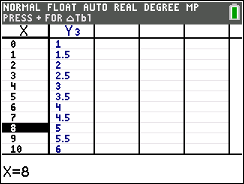 NORMAL FLOAT AUTO REAL DEGREE MP
PRESS + FOR △Tbl
X Y₃
0 1
1 1.5
2 2
3 2.5
4 3
5 3.5
6 4
7 4.5
8 5
9 5.5
10 6
X=8